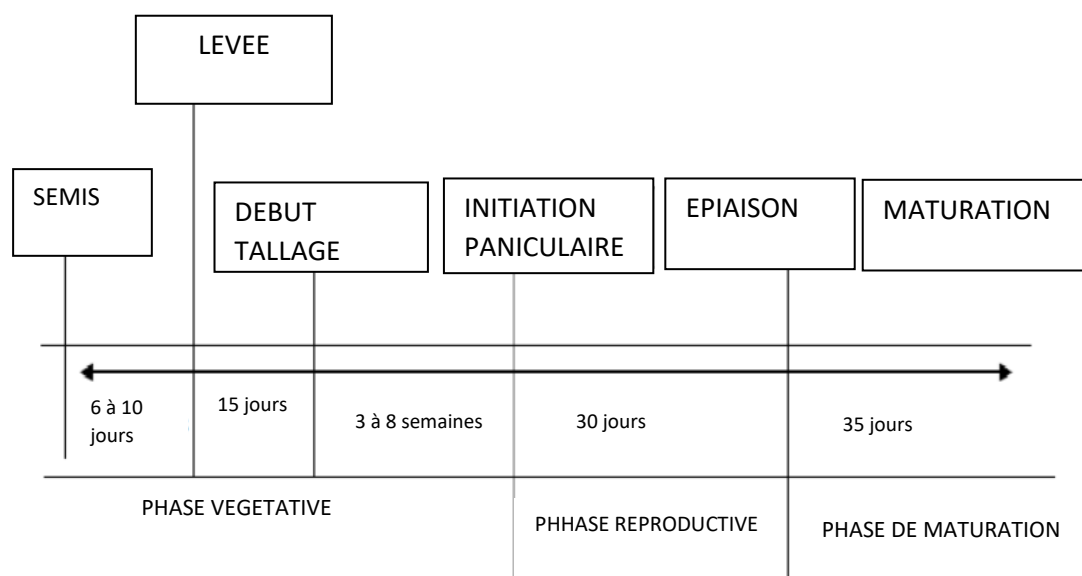 LEVEE
SEMIS
DEBUT
TALLAGE
INITIATION
PANICULAIRE
EPIAISON
MATURATION
6 à 10
jours
15 jours
3 à 8 semaines
30 jours
35 jours
PHASE VEGETATIVE
PHHASE REPRODUCTIVE
PHASE DE MATURATION